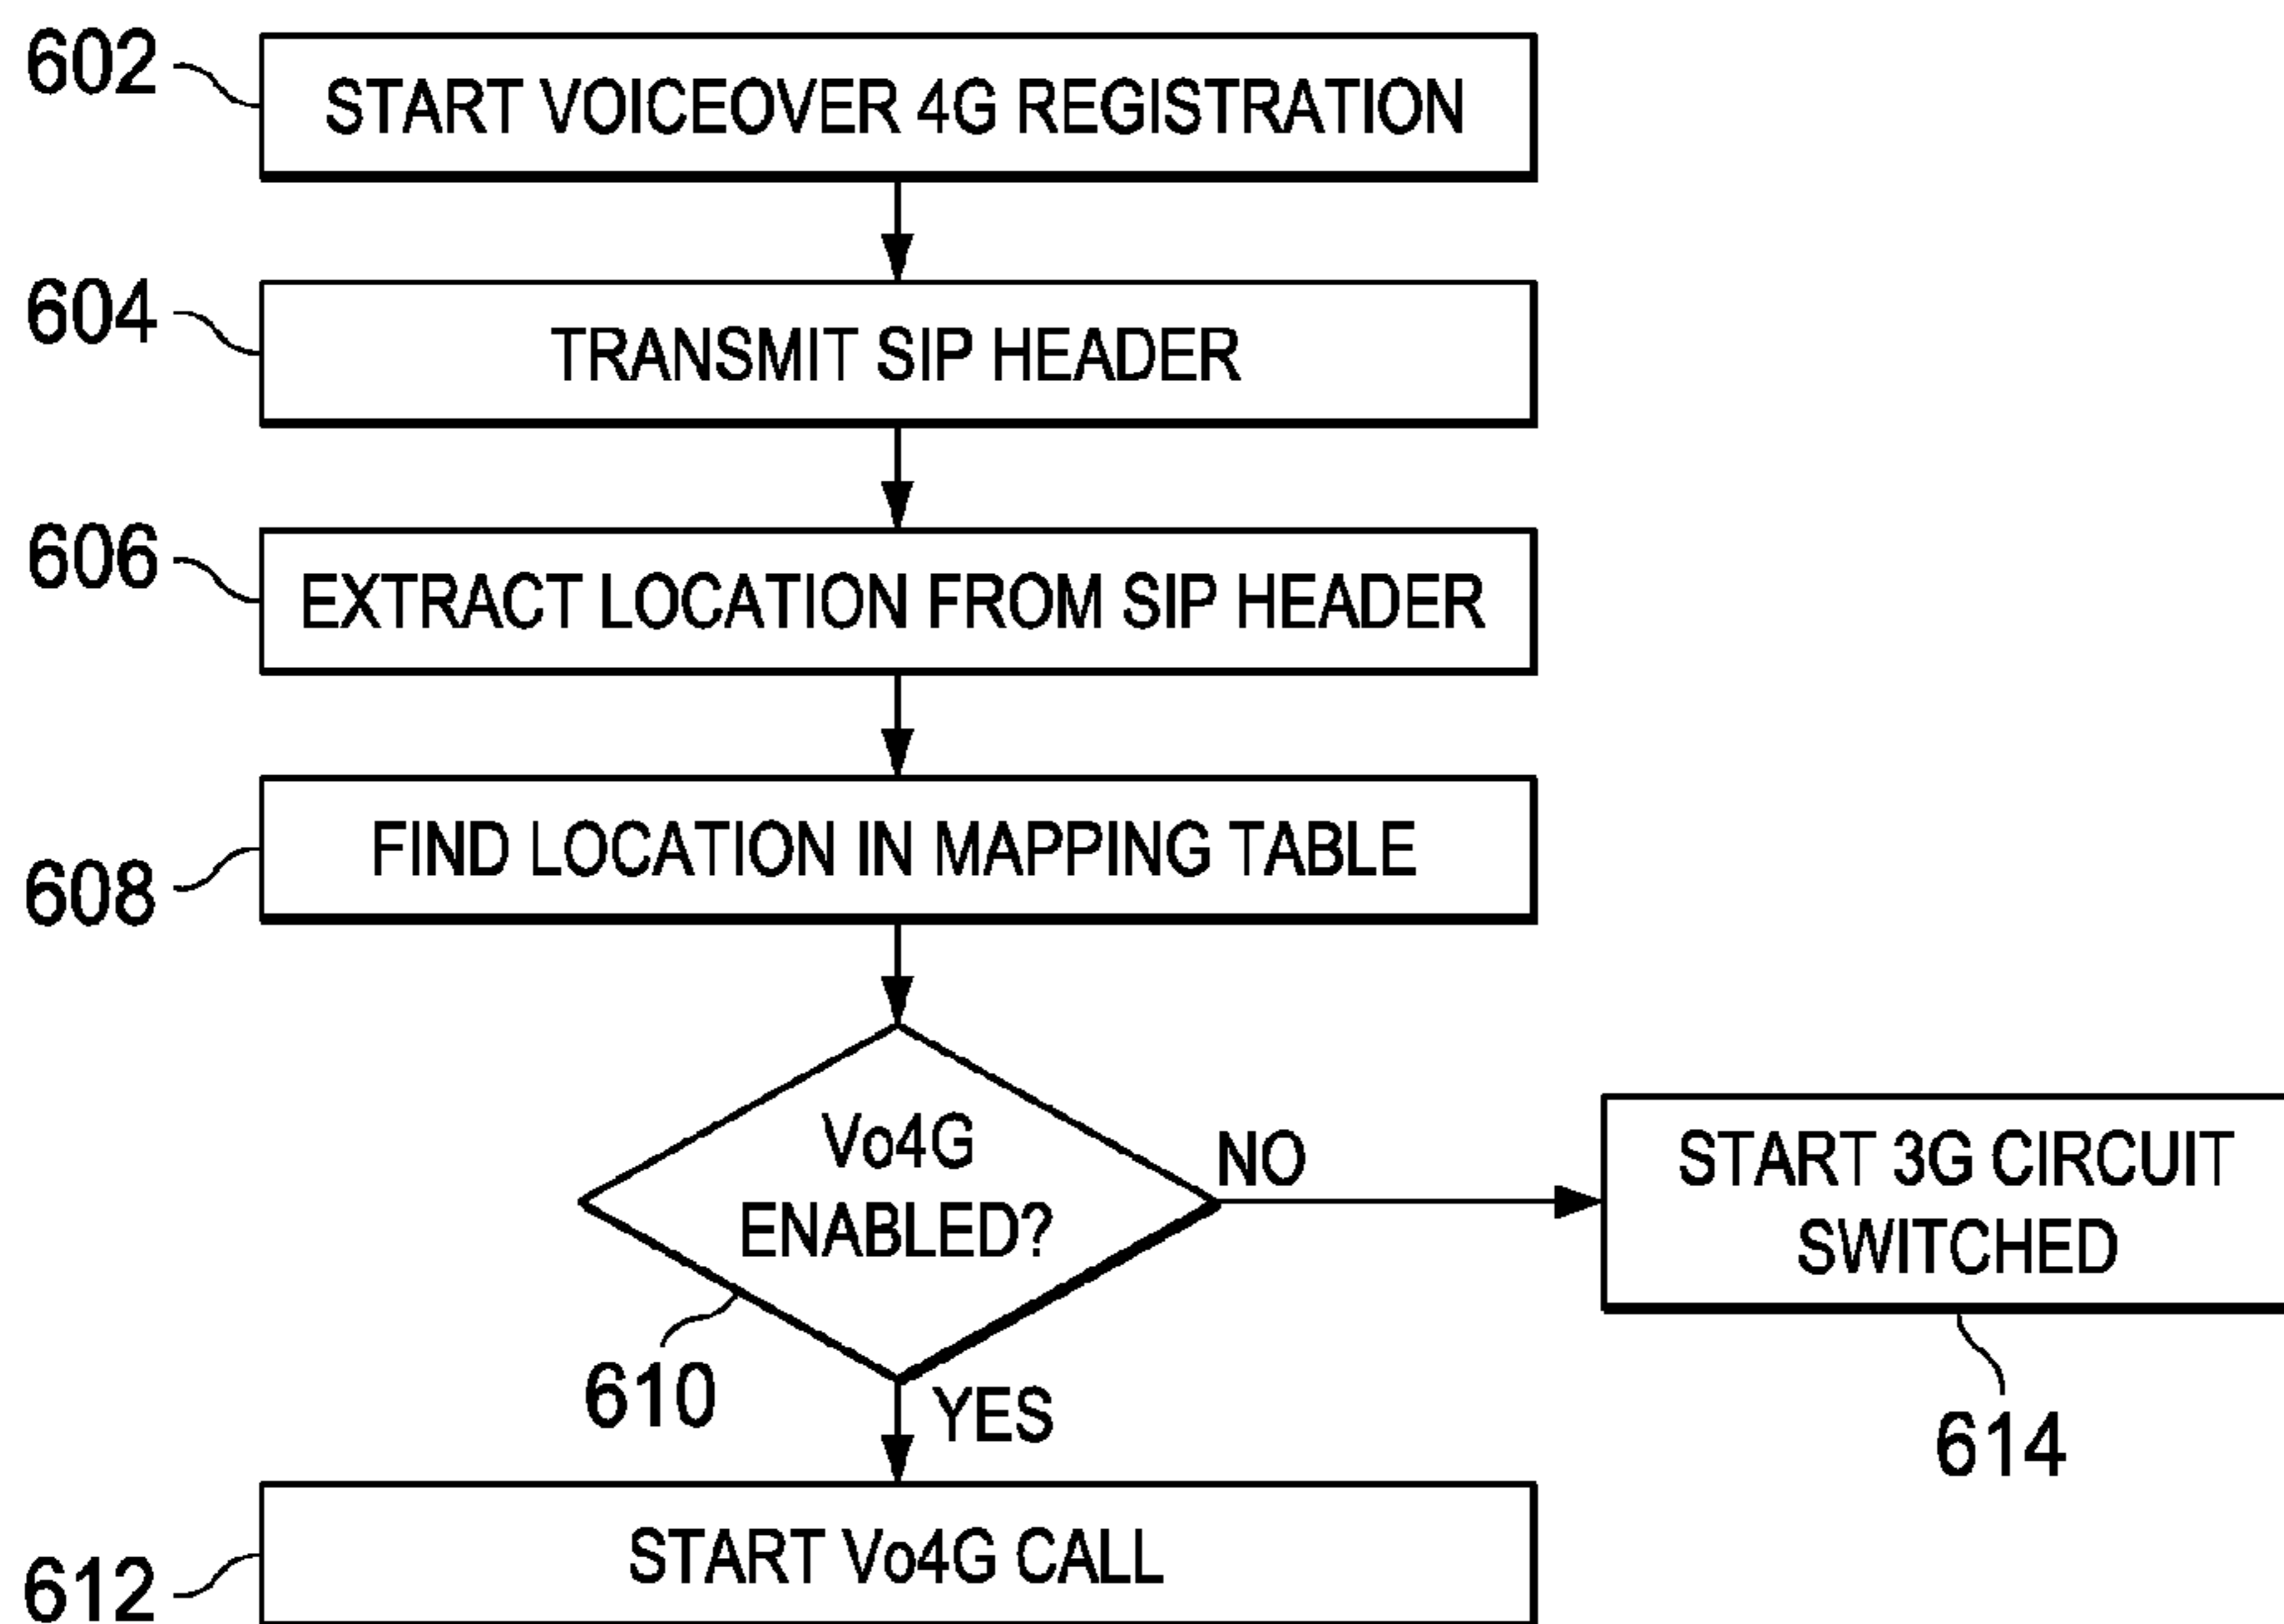 602
START VOICEOVER 4G REGISTRATION
604
TRANSMIT SIP HEADER
606
EXTRACT LOCATION FROM SIP HEADER
608
FIND LOCATION IN MAPPING TABLE
Vo4G
ENABLED?
NO
START 3G CIRCUIT
SWITCHED
610
YES
614
612
START Vo4G CALL